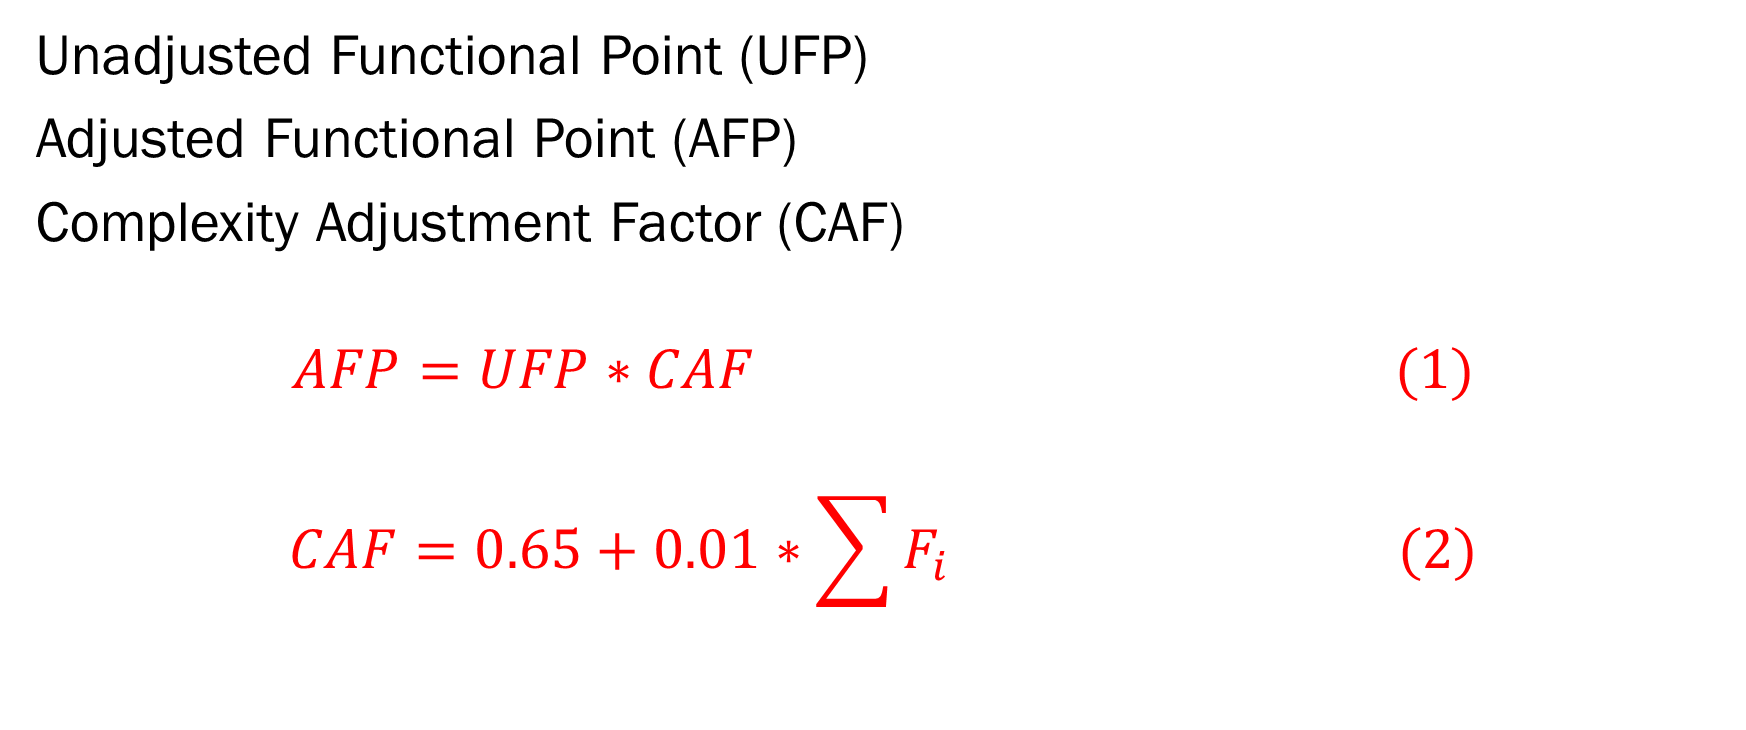 Unadjusted Functional Point (UFP)
Adjusted Functional Point (AFP)
Complexity Adjustment Factor (CAF)
AFP = UFP * CAF (1)
CAF = 0.65 + 0.01 * ∑ Fᵢ (2)